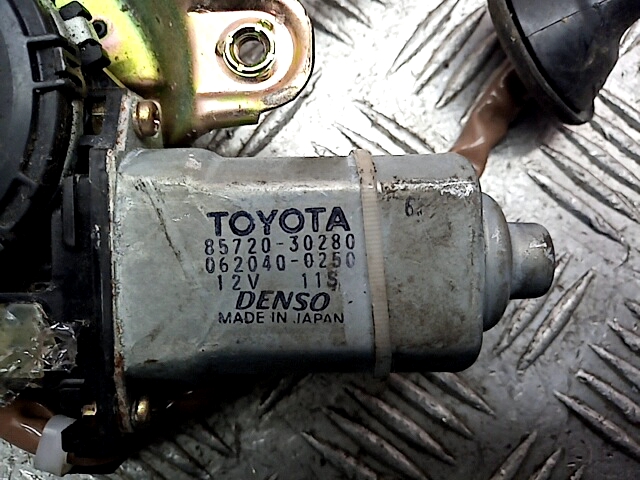 TOYOTA
85720-30280
062040-0250
12V 11S
DENSO
MADE IN JAPAN